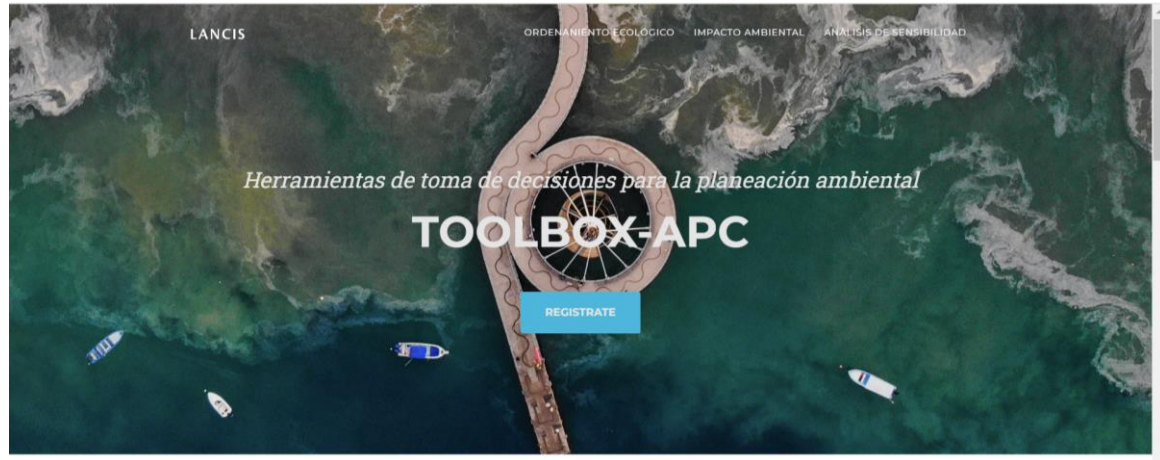 LANCIS
ORDENAMIENTO ECOLÓGICO IMPACTO AMBIENTAL ANÁLISIS DE SENSIBILIDAD
Herramientas de toma de decisiones para la planeación ambiental
TOOLBOX-APC
REGISTRATE